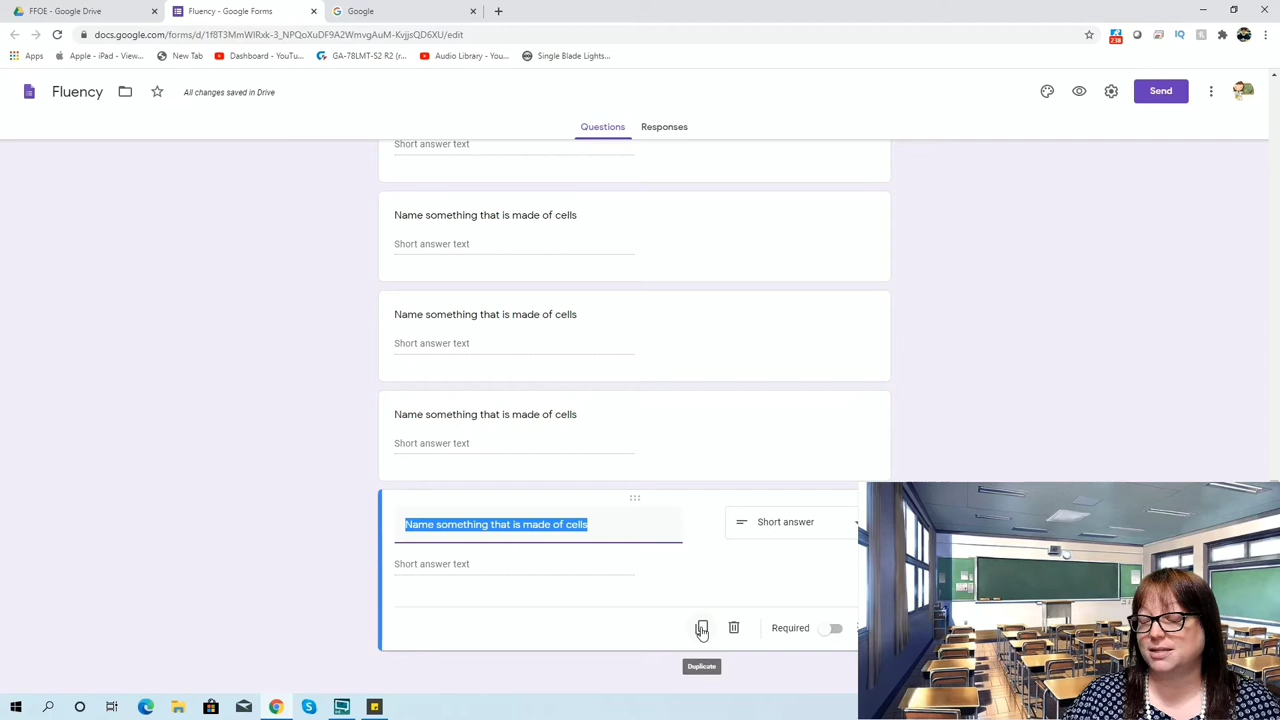 FFOE - Google Drive
Fluency - Google Forms
Google
docs.google.com/forms/d/1f8T3MmWIRxk-3_NPQoXuDF9A2WmvgAuM-KvjjsQD6XU/edit
238
Apps
Apple - iPad - View...
New Tab
Dashboard - YouTu...
GA-78LMT-S2 R2 (r...
Audio Library - You...
Single Blade Lights...
Fluency
All changes saved in Drive
Send
Questions
Responses
Short answer text
Name something that is made of cells
Short answer text
Name something that is made of cells
Short answer text
Name something that is made of cells
Short answer text
Name something that is made of cells
Short answer
Short answer text
Required
Duplicate